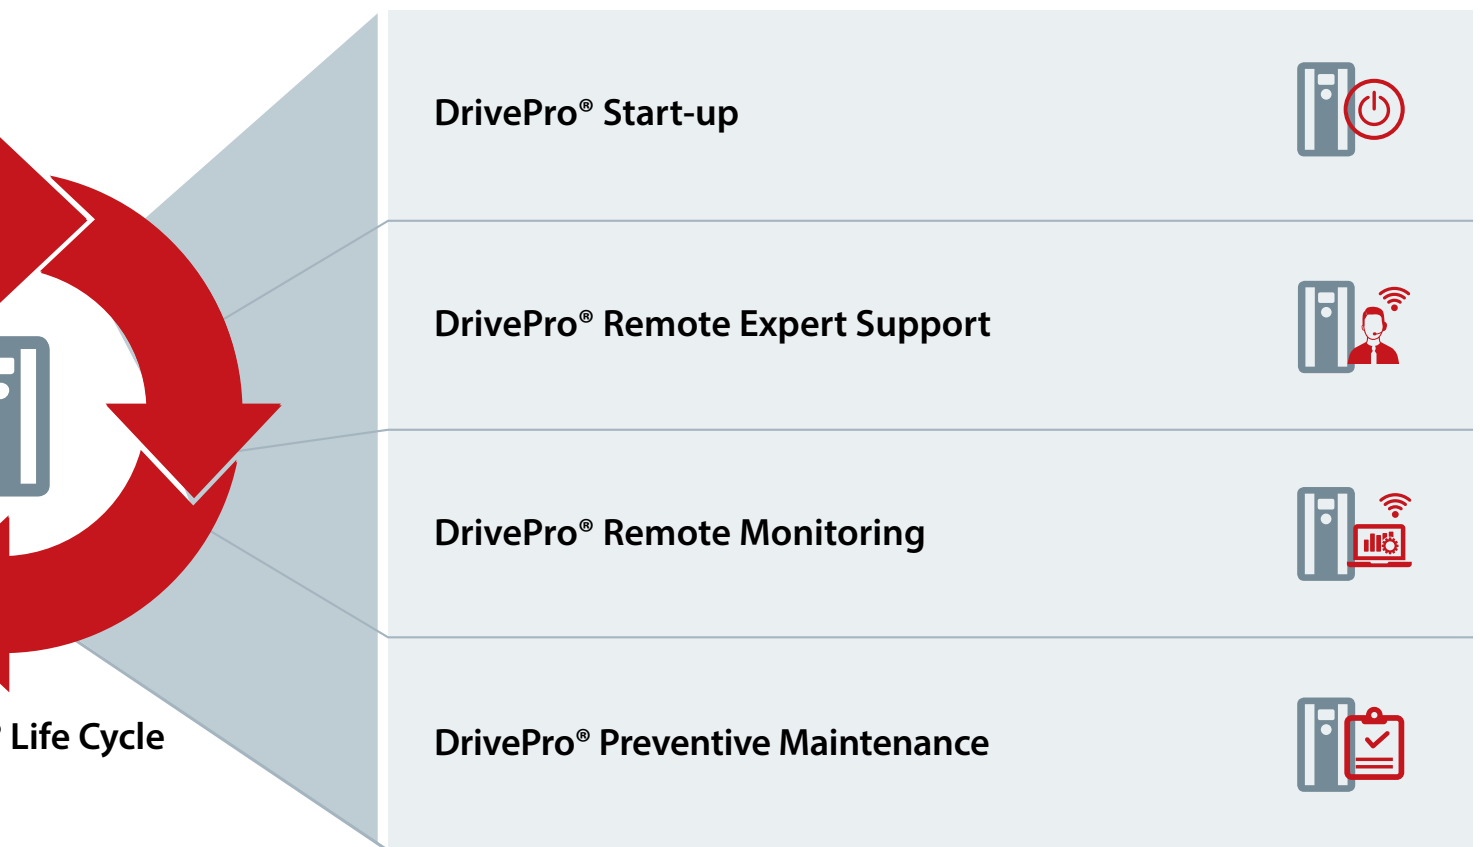 DrivePro® Start-up
DrivePro® Remote Expert Support
DrivePro® Remote Monitoring
® Life Cycle
DrivePro® Preventive Maintenance